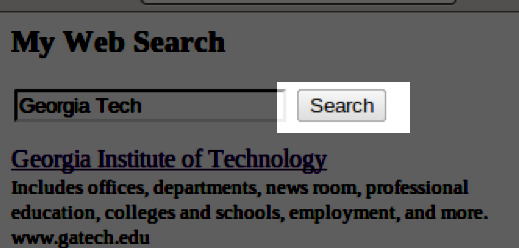 My Web Search
Georgia Tech Search
Georgia Institute of Technology
Includes offices, departments, news room, professional
education, colleges and schools, employment, and more.
www.gatech.edu